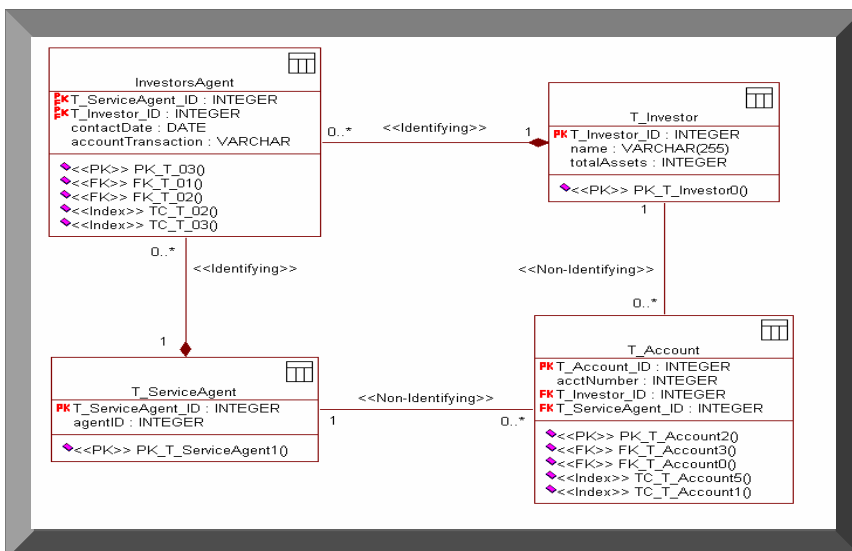 InvestorsAgent
PK T_ServiceAgent_ID : INTEGER
PK T_Investor_ID : INTEGER
contactDate : DATE
accountTransaction : VARCHAR
<<PK>> PK_T_03()
<<FK>> FK_T_01()
<<FK>> FK_T_02()
<<Index>> TC_T_02()
<<Index>> TC_T_03()
0..*
<<Identifying>>
1
T_Investor
PK T_Investor_ID : INTEGER
name : VARCHAR(255)
totalAssets : INTEGER
<<PK>> PK_T_Investor0()
0..*
<<Identifying>>
1
1
<<Non-Identifying>>
0..*
T_ServiceAgent
PK T_ServiceAgent_ID : INTEGER
agentID : INTEGER
<<PK>> PK_T_ServiceAgent1()
<<Non-Identifying>>
1
0..*
T_Account
PK T_Account_ID : INTEGER
acctNumber : INTEGER
FK T_Investor_ID : INTEGER
FK T_ServiceAgent_ID : INTEGER
<<PK>> PK_T_Account2()
<<FK>> FK_T_Account3()
<<FK>> FK_T_Account0()
<<Index>> TC_T_Account5()
<<Index>> TC_T_Account1()